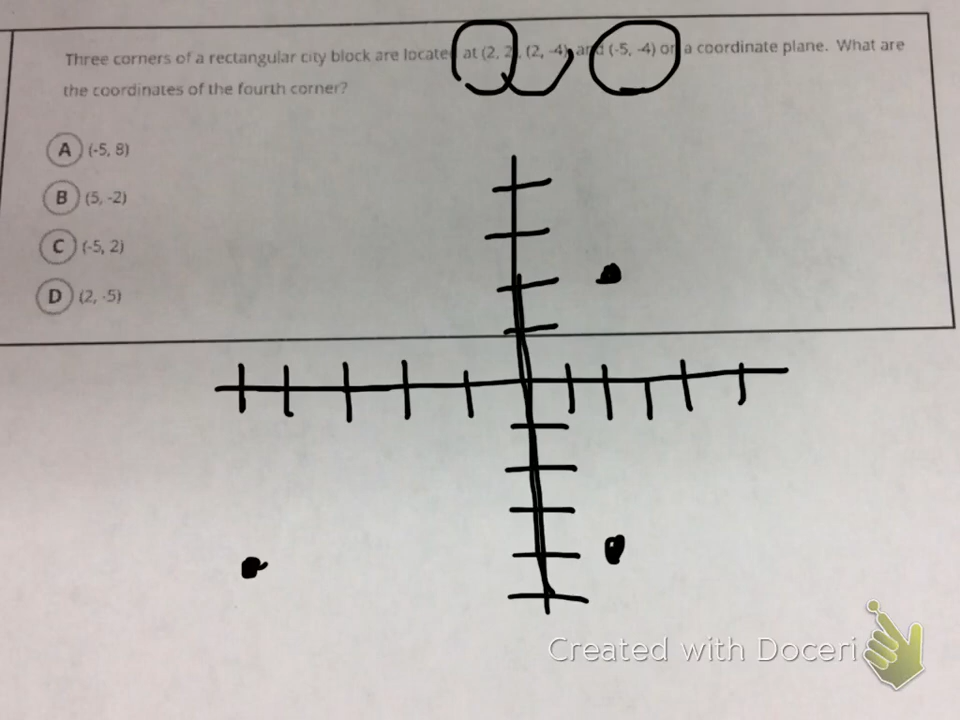 Three corners of a rectangular city block are located at (2, 2), (2, -4), and (-5, -4) on a coordinate plane. What are
the coordinates of the fourth corner?
A (-5, 8)
B (5, -2)
C (-5, 2)
D (2, -5)
Created with Doceri